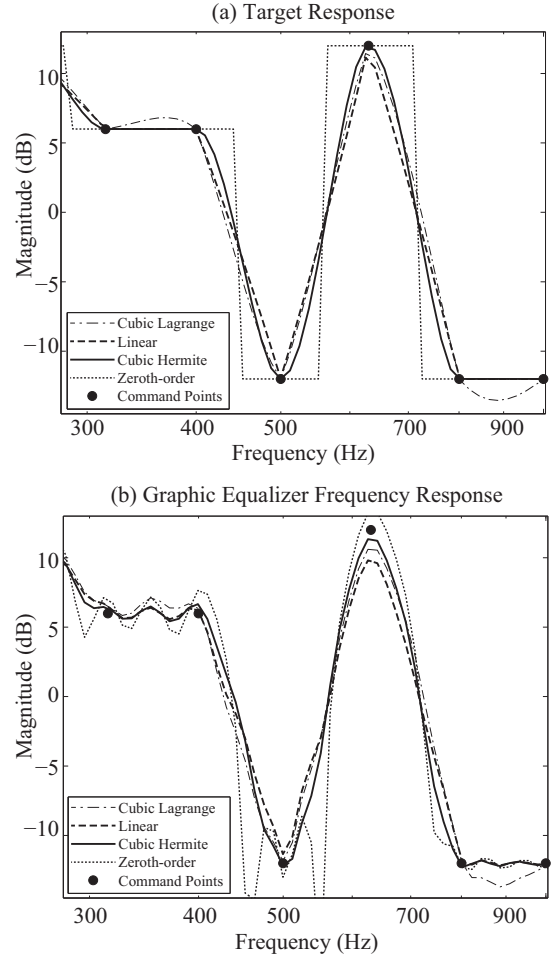 (a) Target Response
10
5
0
−5
−10
Magnitude (dB)
Cubic Lagrange
Linear
Cubic Hermite
Zeroth-order
Command Points
300 400 500 700 900
Frequency (Hz)
(b) Graphic Equalizer Frequency Response
10
5
0
−5
−10
Magnitude (dB)
Cubic Lagrange
Linear
Cubic Hermite
Zeroth-order
Command Points
300 400 500 700 900
Frequency (Hz)